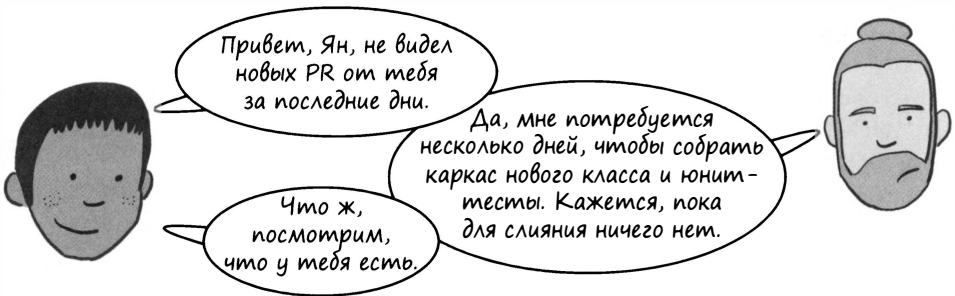 Привет, Ян, не видел
новых PR от тебя
за последние дни.
Да, мне потребуется
несколько дней, чтобы собрать
каркас нового класса и юнит-
тесты. Кажется, пока
для слияния ничего нет.
Что ж,
посмотрим,
что у тебя есть.